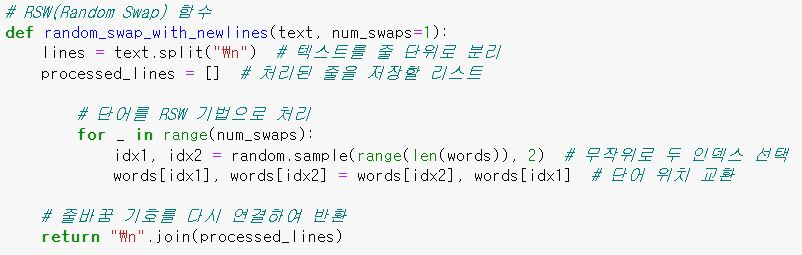 # RSW(Random Swap) 함수
def random_swap_with_newlines(text, num_swaps=1):
    lines = text.split("₩n")  # 텍스트를 줄 단위로 분리
    processed_lines = []  # 처리된 줄을 저장할 리스트

        # 단어를 RSW 기법으로 처리
        for _ in range(num_swaps):
            idx1, idx2 = random.sample(range(len(words)), 2)  # 무작위로 두 인덱스 선택
            words[idx1], words[idx2] = words[idx2], words[idx1]  # 단어 위치 교환

    # 줄바꿈 기호를 다시 연결하여 반환
    return "₩n".join(processed_lines)